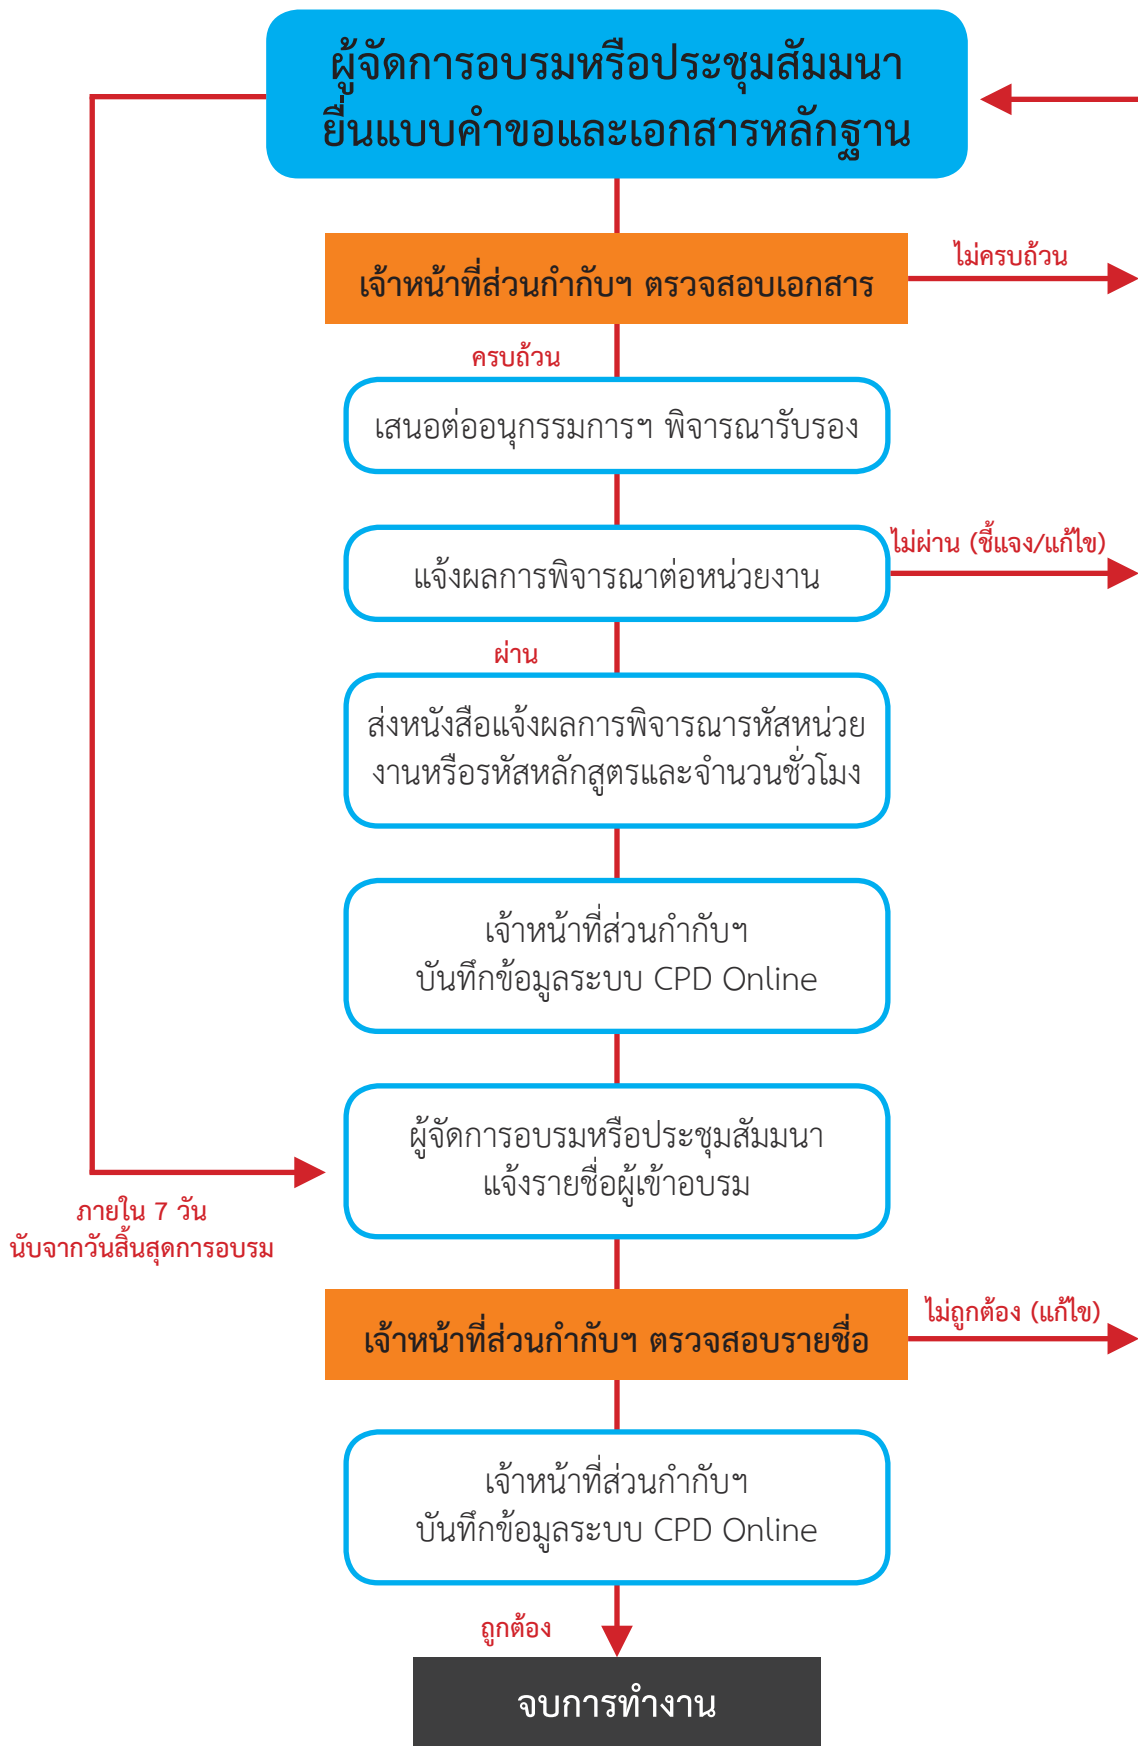 ผู้จัดการอบรมหรือประชุมสัมมนา
ยื่นแบบคำขอและเอกสารหลักฐาน
เจ้าหน้าที่ส่วนกำกับฯ ตรวจสอบเอกสาร
ไม่ครบถ้วน
ครบถ้วน
เสนอต่ออนุกรรมการฯ พิจารณารับรอง
แจ้งผลการพิจารณาต่อหน่วยงาน
ไม่ผ่าน (ชี้แจง/แก้ไข)
ผ่าน
ส่งหนังสือแจ้งผลการพิจารณารหัสหน่วย
งานหรือรหัสหลักสูตรและจำนวนชั่วโมง
เจ้าหน้าที่ส่วนกำกับฯ
บันทึกข้อมูลระบบ CPD Online
ผู้จัดการอบรมหรือประชุมสัมมนา
แจ้งรายชื่อผู้เข้าอบรม
ภายใน 7 วัน
นับจากวันสิ้นสุดการอบรม
เจ้าหน้าที่ส่วนกำกับฯ ตรวจสอบรายชื่อ
ไม่ถูกต้อง (แก้ไข)
เจ้าหน้าที่ส่วนกำกับฯ
บันทึกข้อมูลระบบ CPD Online
ถูกต้อง
จบการทำงาน